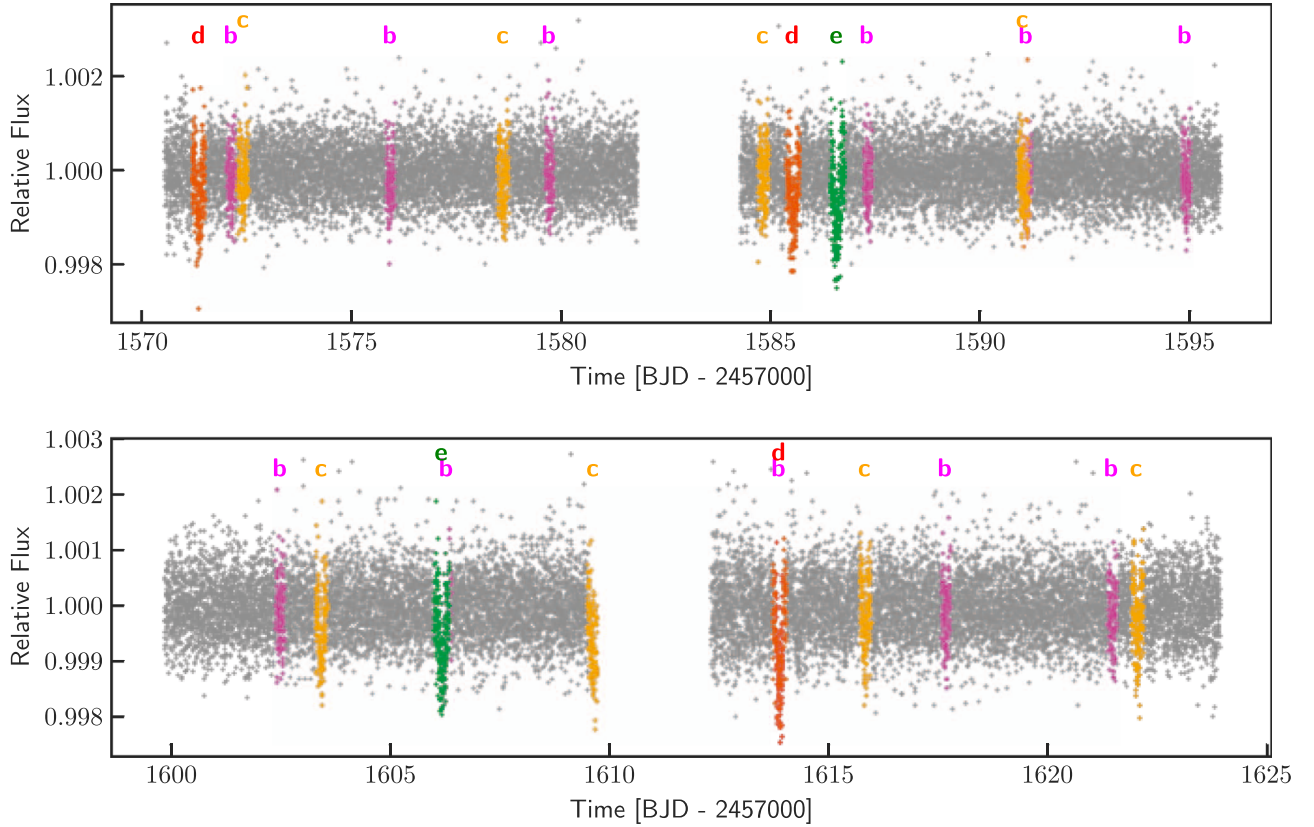 c c
d b b c b c d e b b b
1.002
1.000
0.998
Relative Flux
1570 1575 1580 1585 1590 1595
Time [BJD - 2457000]
1.003
e d
b c b c b c b b c
1.002
1.001
1.000
0.999
0.998
Relative Flux
1600 1605 1610 1615 1620 1625
Time [BJD - 2457000]